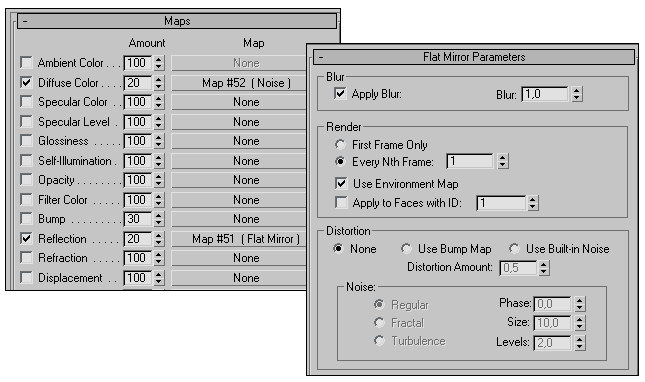 - Maps
Amount Map
Ambient Color . . . 100 None
Diffuse Color . . . . 20 Map #52 ( Noise )
Specular Color . . 100 None
Specular Level . . 100 None
Glossiness . . . . . 100 None
Self-Illumination . 100 None
Opacity . . . . . . . . 100 None
Filter Color . . . . . 100 None
Bump . . . . . . . . . 30 None
Reflection . . . . . 20 Map #51 ( Flat Mirror )
Refraction . . . . . 100 None
Displacement . . 100 None
- Flat Mirror Parameters
Blur
Apply Blur: Blur: 1,0
Render
First Frame Only
Every Nth Frame: 1
Use Environment Map
Apply to Faces with ID: 1
Distortion
None Use Bump Map Use Built-in Noise
Distortion Amount: 0,5
Noise:
Regular Phase: 0,0
Fractal Size: 10,0
Turbulence Levels: 2,0